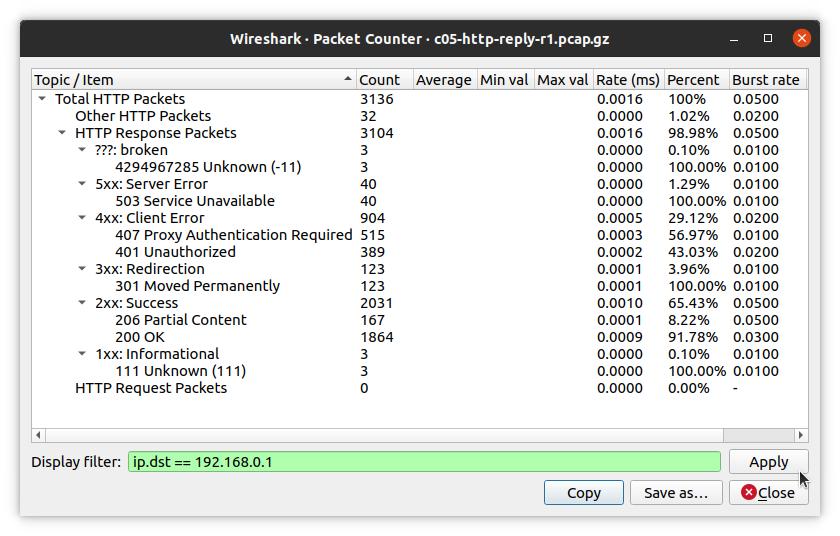 Wireshark · Packet Counter · c05-http-reply-r1.pcap.gz
Topic / Item Count Average Min val Max val Rate (ms) Percent Burst rate
Total HTTP Packets 3136 0.0016 100% 0.0500
Other HTTP Packets 32 0.0000 1.02% 0.0200
HTTP Response Packets 3104 0.0016 98.98% 0.0500
???: broken 3 0.0000 0.10% 0.0100
4294967285 Unknown (-11) 3 0.0000 100.00% 0.0100
5xx: Server Error 40 0.0000 1.29% 0.0100
503 Service Unavailable 40 0.0000 100.00% 0.0100
4xx: Client Error 904 0.0005 29.12% 0.0200
407 Proxy Authentication Required 515 0.0003 56.97% 0.0100
401 Unauthorized 389 0.0002 43.03% 0.0200
3xx: Redirection 123 0.0001 3.96% 0.0100
301 Moved Permanently 123 0.0001 100.00% 0.0100
2xx: Success 2031 0.0010 65.43% 0.0500
206 Partial Content 167 0.0001 8.22% 0.0500
200 OK 1864 0.0009 91.78% 0.0300
1xx: Informational 3 0.0000 0.10% 0.0100
111 Unknown (111) 3 0.0000 100.00% 0.0100
HTTP Request Packets 0 0.0000 0.00% -
Display filter: ip.dst == 192.168.0.1 Apply
Copy Save as… Close